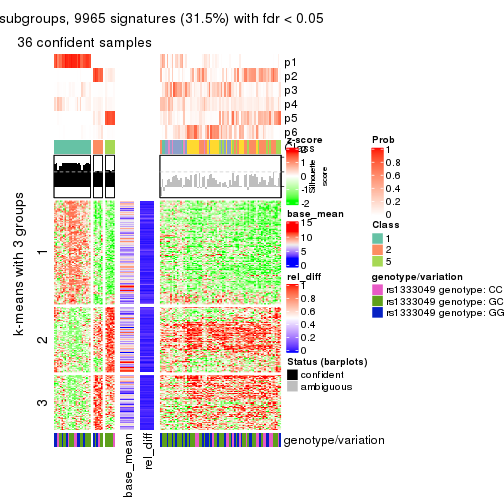 subgroups, 9965 signatures (31.5%) with fdr < 0.05
36 confident samples
p1
p2
p3
p4
p5
p6
Class
Silhouette
score
k-means with 3 groups
1
2
3
base_mean
rel_diff
genotype/variation
z-score
2
1
0
-1
-2
base_mean
15
10
5
0
rel_diff
1
0.8
0.6
0.4
0.2
0
Status (barplots)
confident
ambiguous
Prob
1
0.8
0.6
0.4
0.2
0
Class
1
2
5
genotype/variation
rs1333049 genotype: CC
rs1333049 genotype: GC
rs1333049 genotype: GG